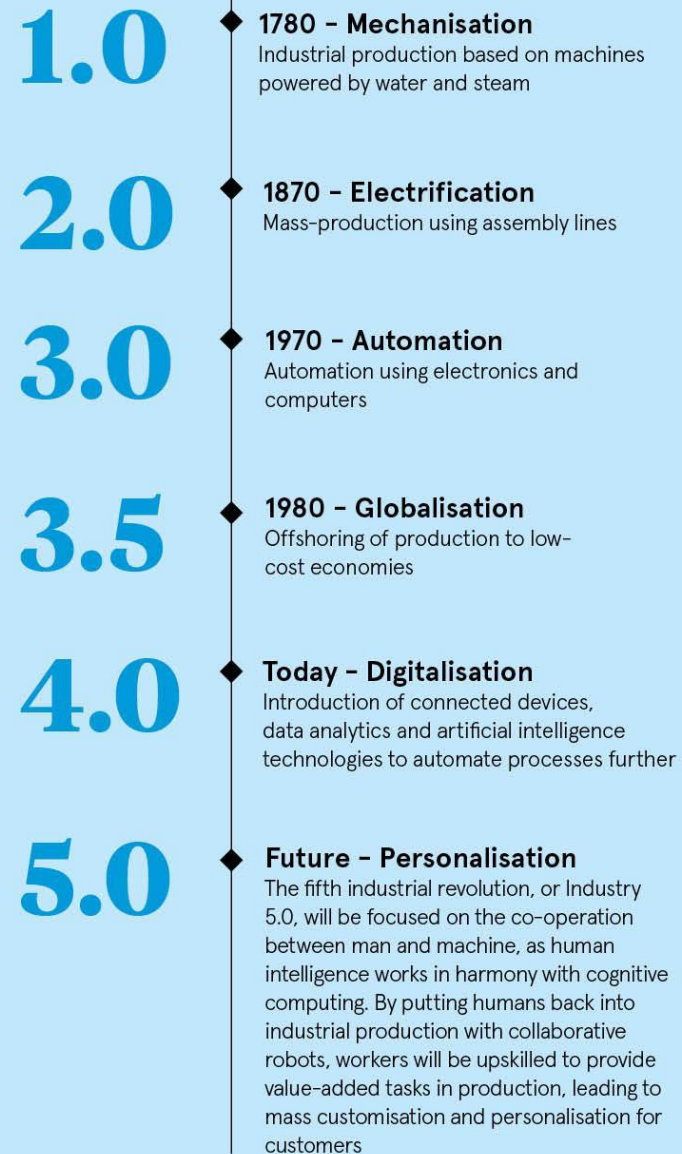 1.0
1780 – Mechanisation
Industrial production based on machines
powered by water and steam
2.0
1870 – Electrification
Mass-production using assembly lines
3.0
1970 – Automation
Automation using electronics and
computers
3.5
1980 – Globalisation
Offshoring of production to low-
cost economies
4.0
Today – Digitalisation
Introduction of connected devices,
data analytics and artificial intelligence
technologies to automate processes further
5.0
Future – Personalisation
The fifth industrial revolution, or Industry
5.0, will be focused on the co-operation
between man and machine, as human
intelligence works in harmony with cognitive
computing. By putting humans back into
industrial production with collaborative
robots, workers will be upskilled to provide
value-added tasks in production, leading to
mass customisation and personalisation for
customers